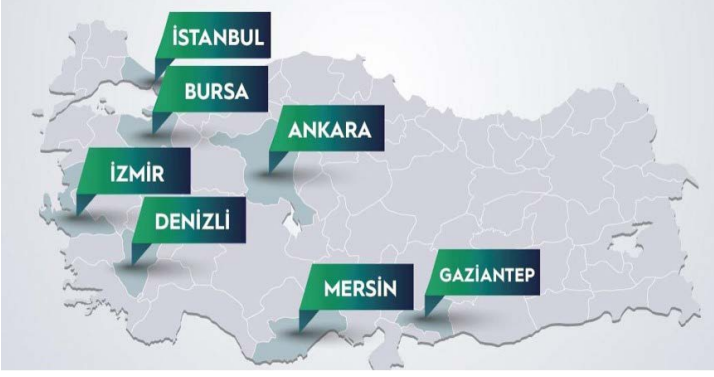 İSTANBUL
BURSA
ANKARA
İZMİR
DENİZLİ
MERSİN
GAZİANTEP